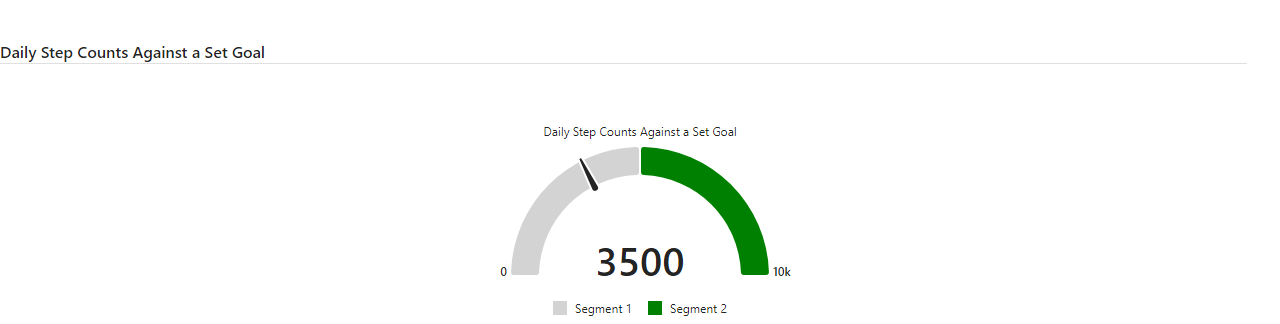 Daily Step Counts Against a Set Goal
Daily Step Counts Against a Set Goal
3500
0
10k
Segment 1
Segment 2